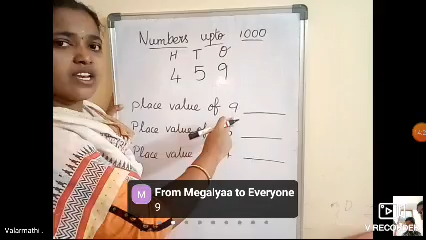 Numbers upto 1000
H T O
4 5 9
place value of 9
Place value
Place value
M From Megalyaa to Everyone
9
Valarmathi .
V RECORDER